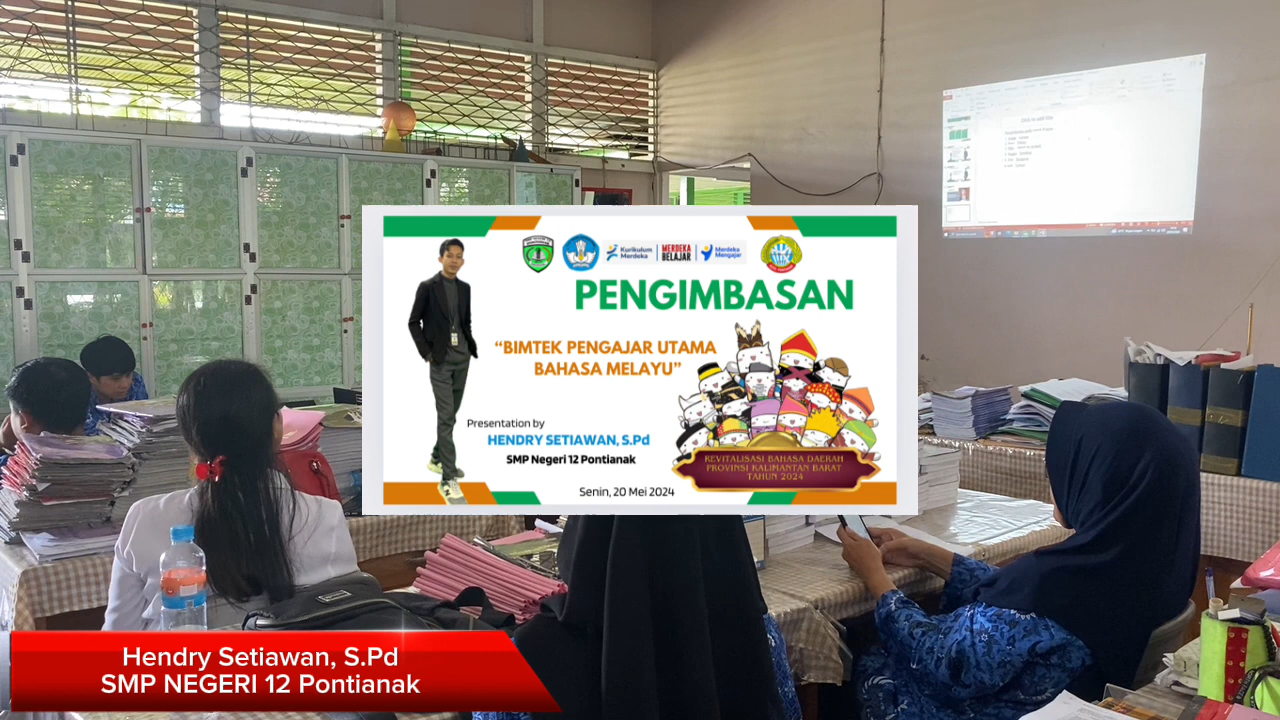 Kurikulum
Merdeka
MERDEKA
BELAJAR
Merdeka
Mengajar
PENGIMBASAN
“BIMTEK PENGAJAR UTAMA
BAHASA MELAYU”
Presentation by
HENDRY SETIAWAN, S.Pd
SMP Negeri 12 Pontianak
REVITALISASI BAHASA DAERAH
PROVINSI KALIMANTAN BARAT
TAHUN 2024
Senin, 20 Mei 2024
Hendry Setiawan, S.Pd
SMP NEGERI 12 Pontianak